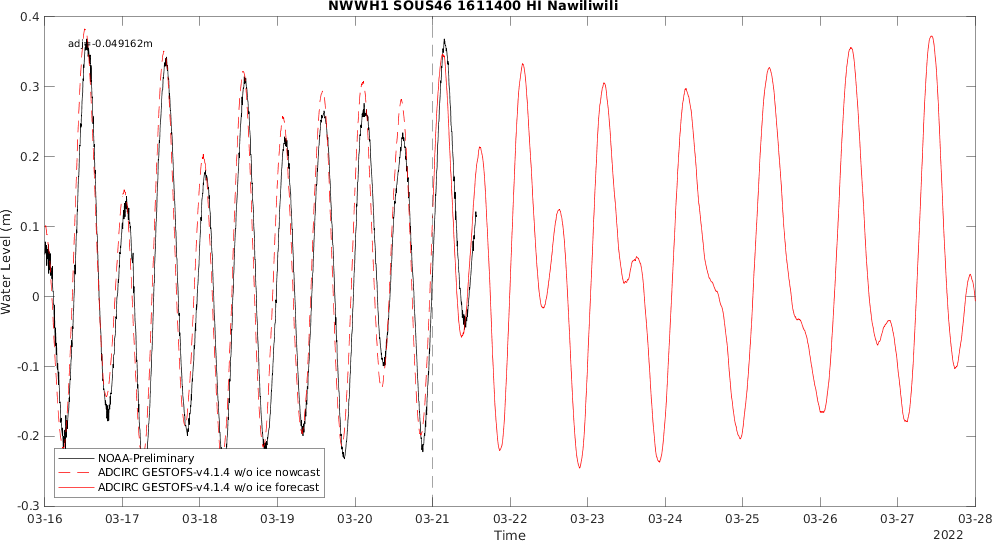 NWWH1 SOUS46 1611400 HI Nawiliwili
adj=-0.049162m
0.4
0.3
0.2
0.1
0
-0.1
-0.2
-0.3
Water Level (m)
NOAA-Preliminary
ADCIRC GESTOFS-v4.1.4 w/o ice nowcast
ADCIRC GESTOFS-v4.1.4 w/o ice forecast
03-16 03-17 03-18 03-19 03-20 03-21 03-22 03-23 03-24 03-25 03-26 03-27 03-28
Time
2022